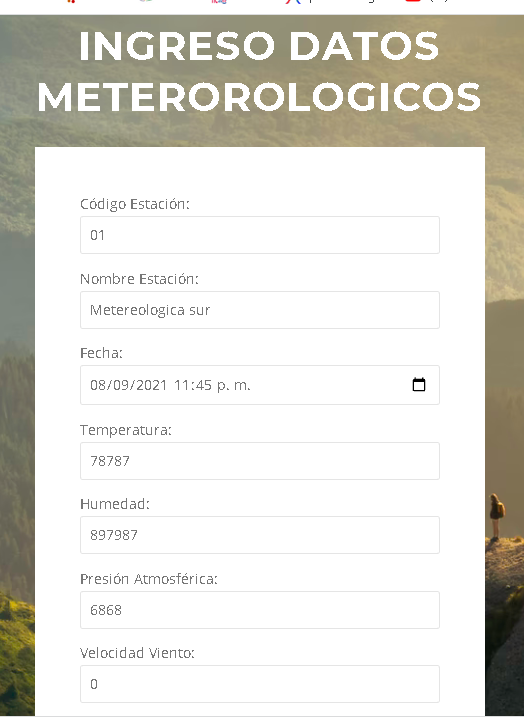 INGRESO DATOS
METEROROLOGICOS
Código Estación:
01
Nombre Estación:
Metereologica sur
Fecha:
08/09/2021 11:45 p. m.
Temperatura:
78787
Humedad:
897987
Presión Atmosférica:
6868
Velocidad Viento:
0